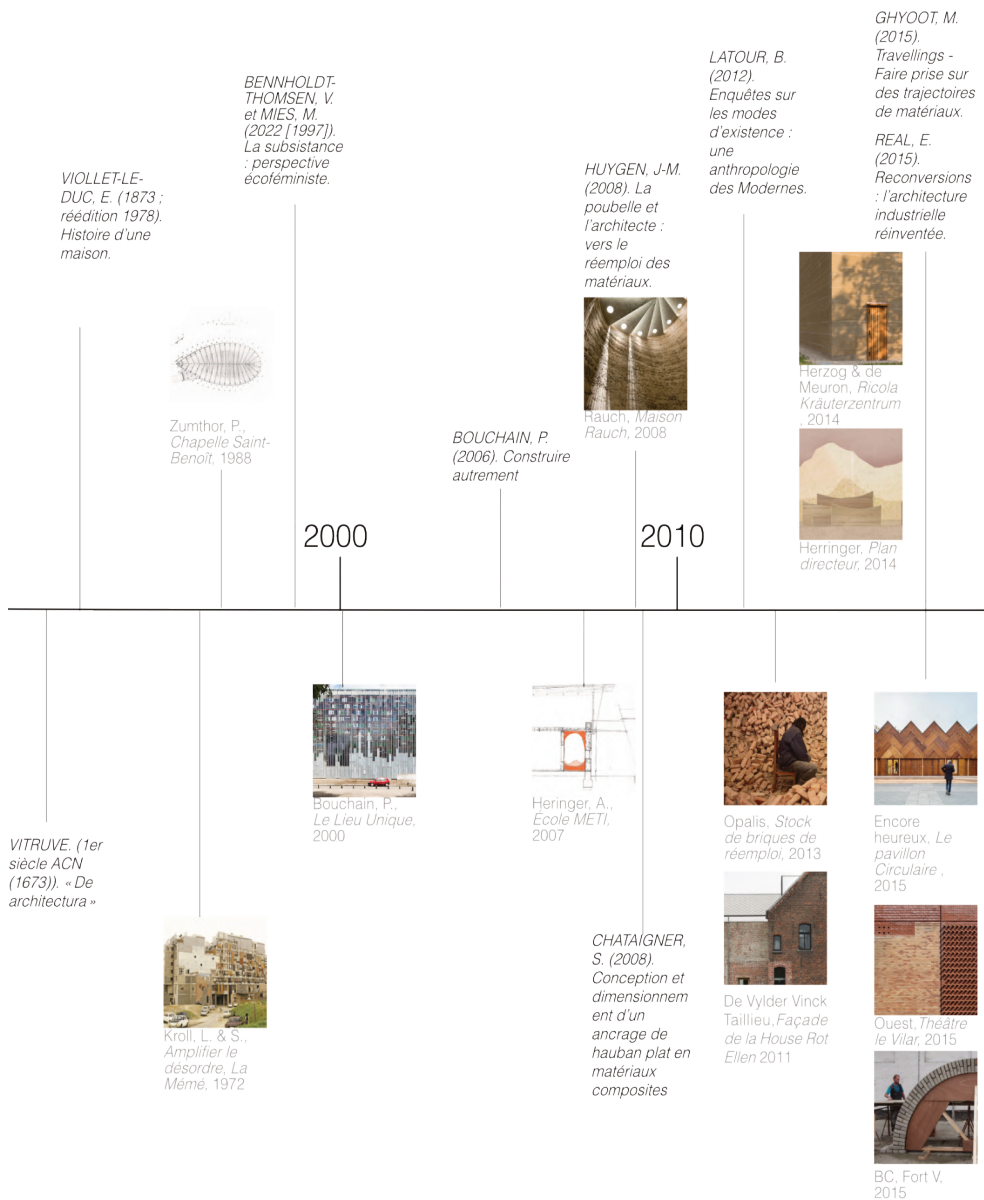 GHYOOT, M.
(2015).
Travellings -
Faire prise sur
des trajectoires
de matériaux.
REAL, E.
(2015).
Reconversions
: l'architecture
industrielle
réinventée.
LATOUR, B.
(2012).
Enquêtes sur
les modes
d'existence :
une
anthropologie
des Modernes.
BENNHOLDT-
THOMSEN, V.
et MIES, M.
(2022 [1997]).
La subsistance
: perspective
écoféministe.
HUYGEN, J-M.
(2008). La
poubelle et
l'architecte :
vers le
réemploi des
matériaux.
VIOLLET-LE-
DUC, E. (1873 ;
réédition 1978).
Histoire d'une
maison.
Zumthor, P.,
Chapelle Saint-
Benoît, 1988
BOUCHAIN, P.
(2006). Construire
autrement
Rauch, Maison
Rauch, 2008
Herzog & de
Meuron, Ricola
Kräuterzentrum
, 2014
Herringer, Plan
directeur, 2014
2000
2010
VITRUVE. (1er
siècle ACN
(1673)). « De
architectura »
Kroll, L. & S.,
Amplifier le
désordre, La
Mémé, 1972
Bouchain, P.,
Le Lieu Unique,
2000
Heringer, A.,
Ecole METI,
2007
CHATAIGNER,
S. (2008).
Conception et
dimensionnem
ent d'un
ancrage de
hauban plat en
matériaux
composites
Opalis, Stock
de briques de
réemploi, 2013
De Vylder Vinck
Taillieu, Façade
de la House Rot
Ellen 2011
Encore
heureux, Le
pavillon
Circulaire ,
2015
Ouest, Théâtre
le Vilar, 2015
BC, Fort V,
2015